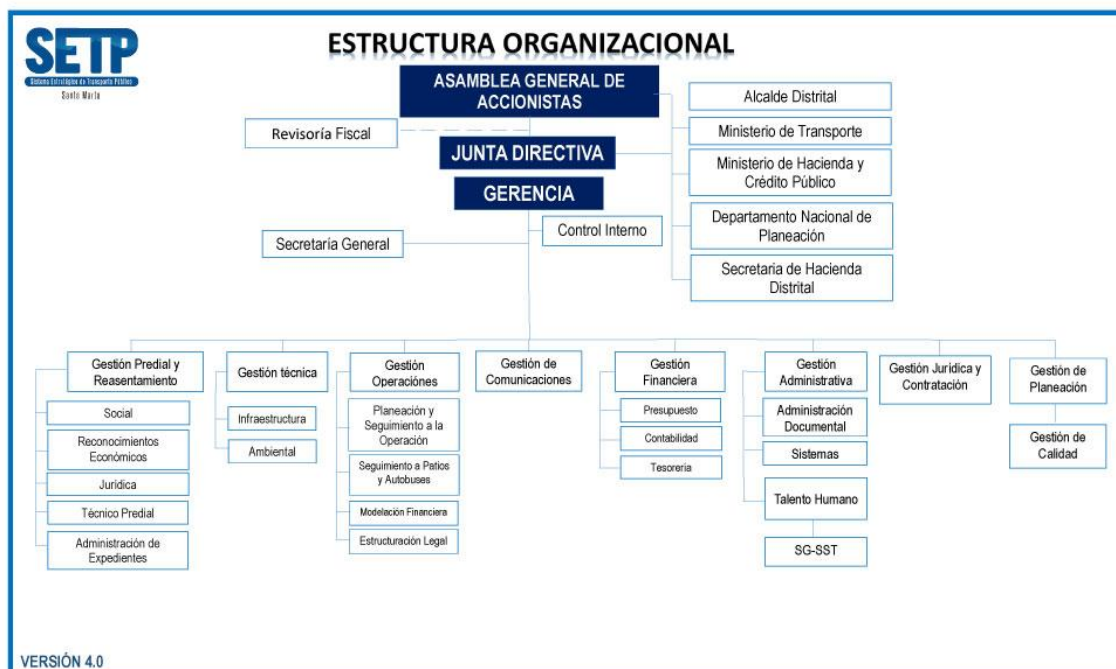 SETP
Sistema Estratégico de Transporte Público
Santa Marta
ESTRUCTURA ORGANIZACIONAL
ASAMBLEA GENERAL DE
ACCIONISTAS
Revisoría Fiscal
JUNTA DIRECTIVA
GERENCIA
Alcalde Distrital
Ministerio de Transporte
Ministerio de Hacienda y
Crédito Público
Departamento Nacional de
Planeación
Secretaria de Hacienda
Distrital
Control Interno
Secretaría General
Gestión Predial y
Reasentamiento
Social
Reconocimientos
Económicos
Jurídica
Técnico Predial
Administración de
Expedientes
Gestión técnica
Infraestructura
Ambiental
Gestión
Operaciónes
Planeación y
Seguimiento a la
Operación
Seguimiento a Patios
y Autobuses
Modelación Financiera
Estructuración Legal
Gestión de
Comunicaciones
Gestión
Financiera
Presupuesto
Contabilidad
Tesorería
Gestión
Administrativa
Administración
Documental
Sistemas
Talento Humano
SG-SST
Gestión Jurídica y
Contratación
Gestión de
Planeación
Gestión de
Calidad
VERSIÓN 4.0